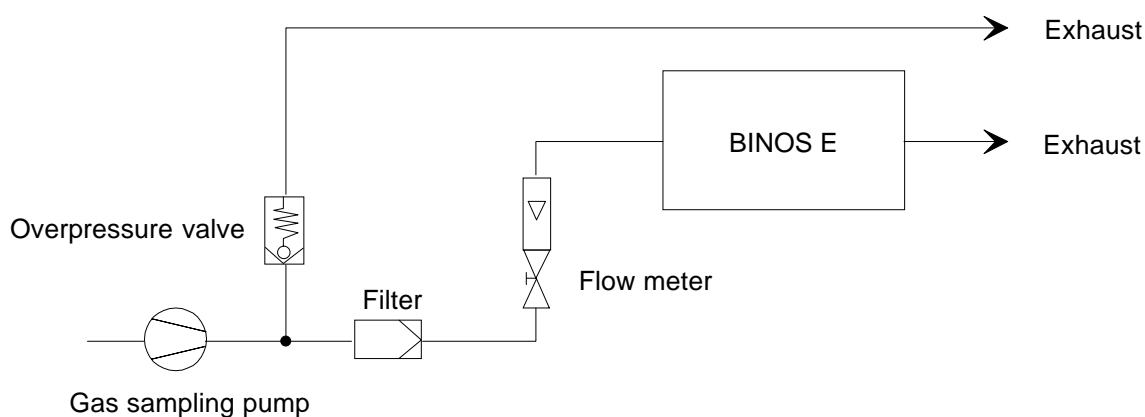 Exhaust
BINOS E
Exhaust
Overpressure valve
Flow meter
Filter
Gas sampling pump